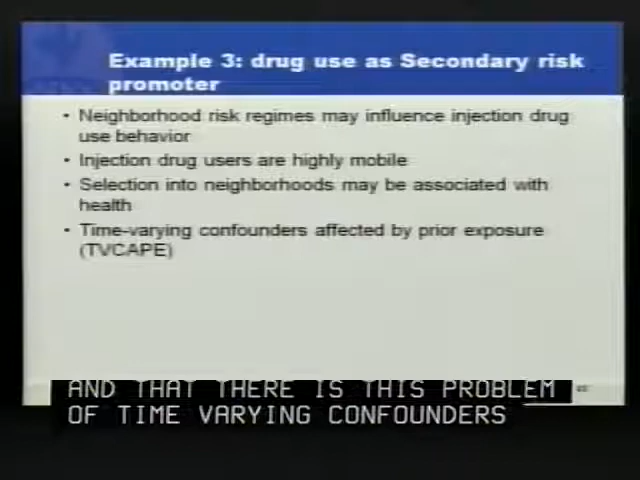 Example 3: drug use as Secondary risk
promoter
• Neighborhood risk regimes may influence injection drug
use behavior
• Injection drug users are highly mobile
• Selection into neighborhoods may be associated with
health
• Time-varying confounders affected by prior exposure
(TVCAPE)
AND THAT THERE IS THIS PROBLEM
OF TIME VARYING CONFOUNDERS